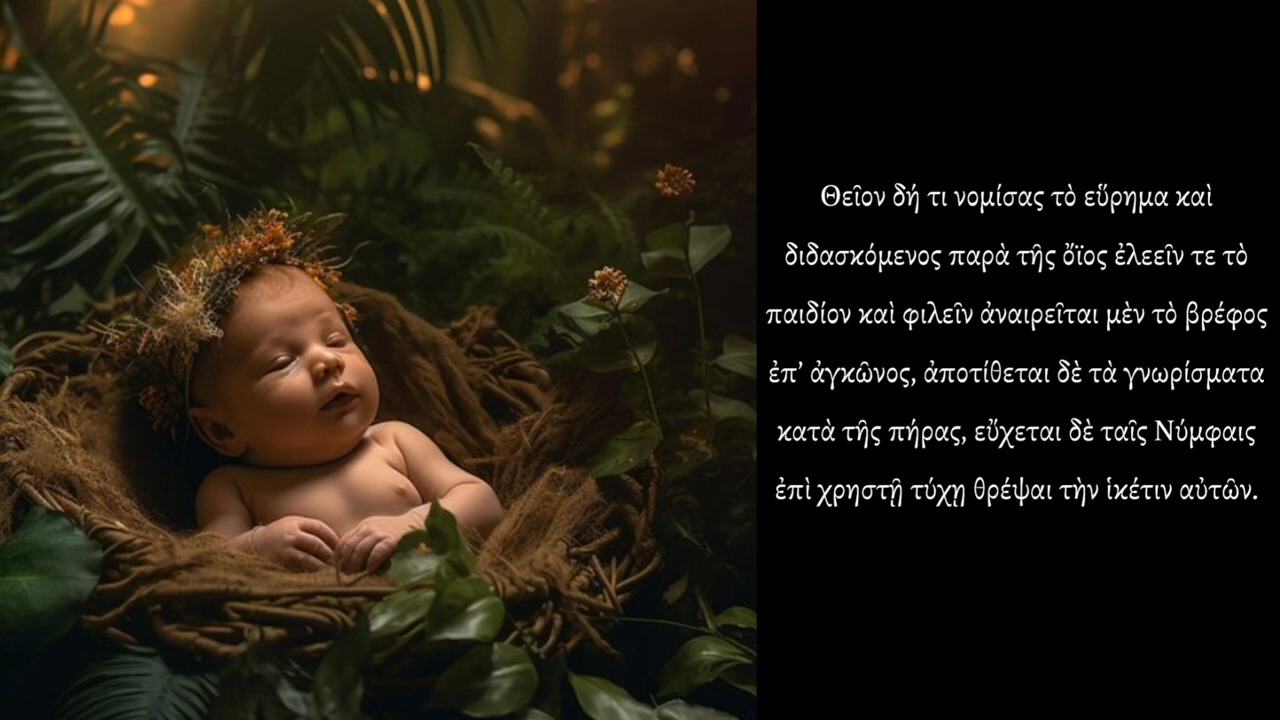 Θεῖον δή τι νομίσας τὸ εὕρημα καὶ
διδασκόμενος παρὰ τῆς ὄϊος ἐλεεῖν τε τὸ
παιδίον καὶ φιλεῖν ἀναιρεῖται μὲν τὸ βρέφος
ἐπ’ ἀγκῶνος, ἀποτίθεται δὲ τὰ γνωρίσματα
κατὰ τῆς πήρας, εὔχεται δὲ ταῖς Νύμφαις
ἐπὶ χρηστῇ τύχῃ θρέψαι τὴν ἱκέτιν αὐτῶν.